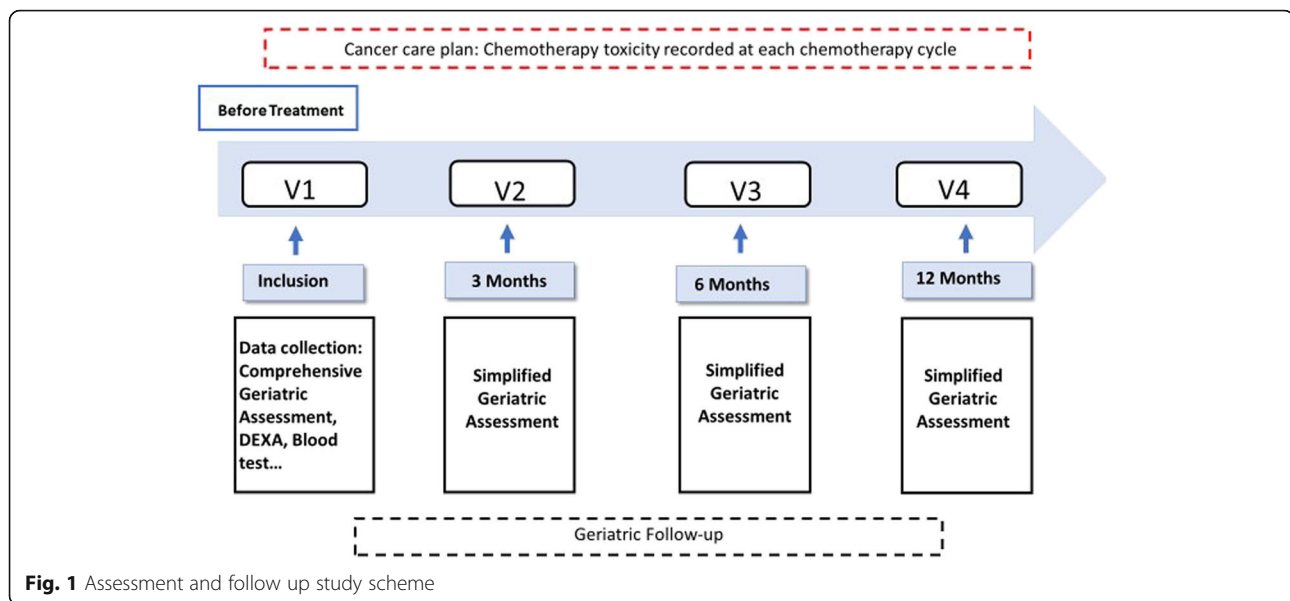 Cancer care plan: Chemotherapy toxicity recorded at each chemotherapy cycle
Before Treatment
V1
V2
V3
V4
Inclusion
3 Months
6 Months
12 Months
Data collection:
Comprehensive
Geriatric
Assessment,
DEXA, Blood
test...
Simplified
Geriatric
Assessment
Simplified
Geriatric
Assessment
Simplified
Geriatric
Assessment
Geriatric Follow-up
Fig. 1 Assessment and follow up study scheme